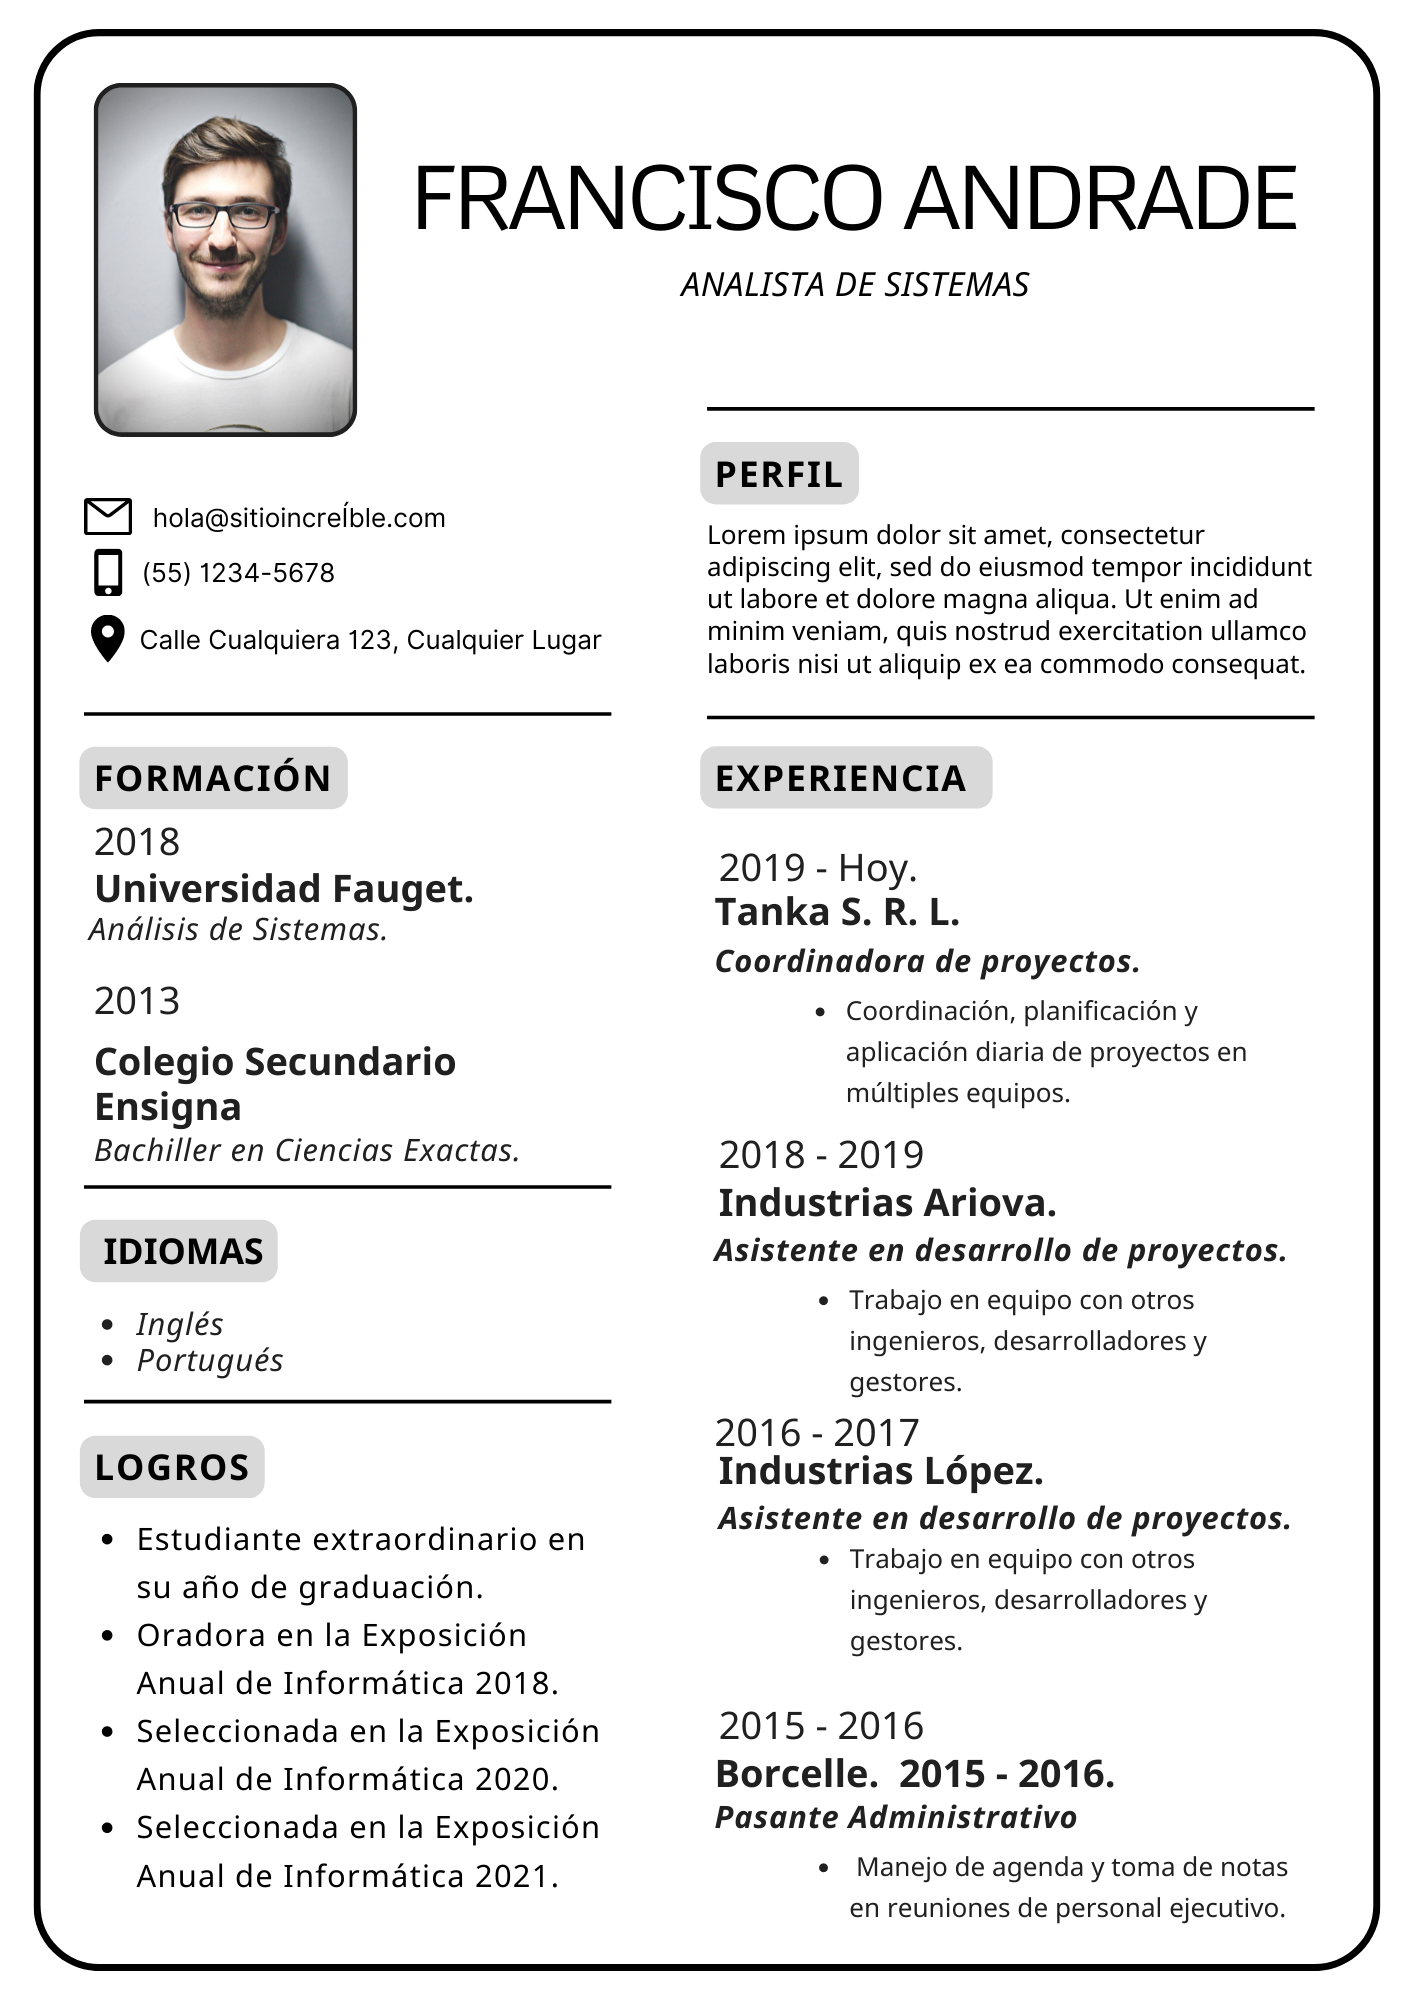 FRANCISCO ANDRADE
ANALISTA DE SISTEMAS
hola@sitioincreÍble.com
(55) 1234-5678
Calle Cualquiera 123, Cualquier Lugar
FORMACIÓN
2018
Universidad Fauget.
Análisis de Sistemas.
2013
Colegio Secundario
Ensigna
Bachiller en Ciencias Exactas.
IDIOMAS
• Inglés
• Portugués
LOGROS
• Estudiante extraordinario en
su año de graduación.
• Oradora en la Exposición
Anual de Informática 2018.
• Seleccionada en la Exposición
Anual de Informática 2020.
• Seleccionada en la Exposición
Anual de Informática 2021.
PERFIL
Lorem ipsum dolor sit amet, consectetur
adipiscing elit, sed do eiusmod tempor incididunt
ut labore et dolore magna aliqua. Ut enim ad
minim veniam, quis nostrud exercitation ullamco
laboris nisi ut aliquip ex ea commodo consequat.
EXPERIENCIA
2019 - Hoy.
Tanka S. R. L.
Coordinadora de proyectos.
• Coordinación, planificación y
aplicación diaria de proyectos en
múltiples equipos.
2018 - 2019
Industrias Ariova.
Asistente en desarrollo de proyectos.
• Trabajo en equipo con otros
ingenieros, desarrolladores y
gestores.
2016 - 2017
Industrias López.
Asistente en desarrollo de proyectos.
• Trabajo en equipo con otros
ingenieros, desarrolladores y
gestores.
2015 - 2016
Borcelle. 2015 - 2016.
Pasante Administrativo
• Manejo de agenda y toma de notas
en reuniones de personal ejecutivo.